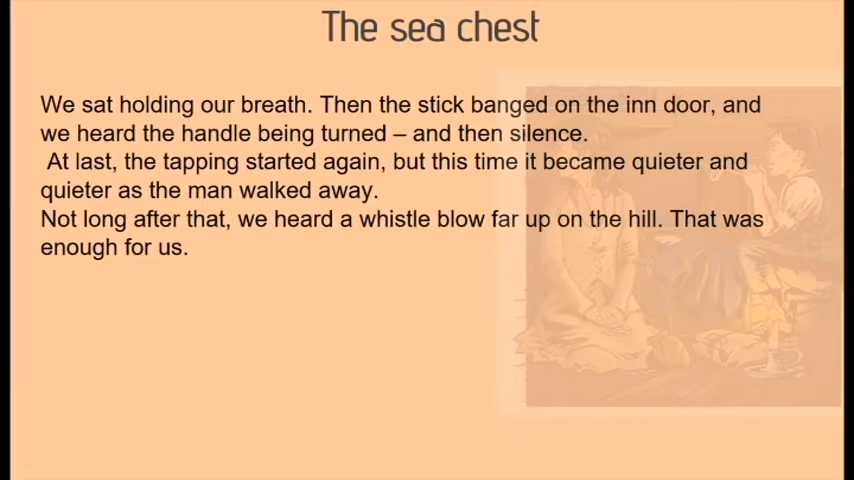 The sea chest
We sat holding our breath. Then the stick banged on the inn door, and
we heard the handle being turned – and then silence.
At last, the tapping started again, but this time it became quieter and
quieter as the man walked away.
Not long after that, we heard a whistle blow far up on the hill. That was
enough for us.